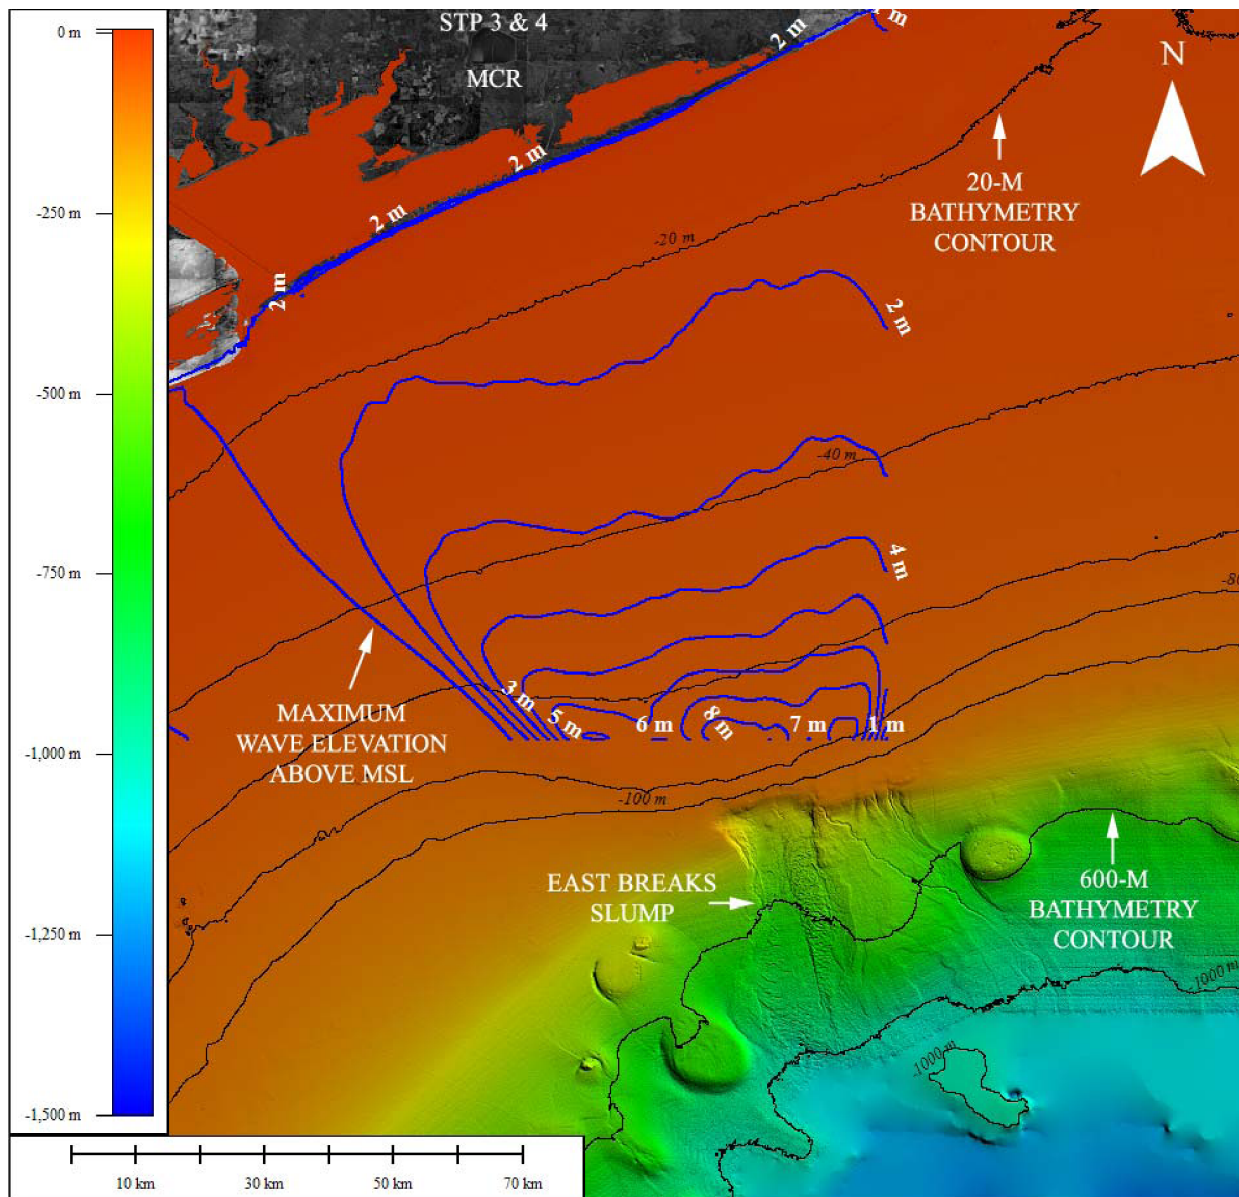 0 m
-250 m
-500 m
-750 m
-1,000 m
-1,250 m
-1,500 m
10 km
30 km
50 km
70 km
STP 3 & 4
MCR
2 m
2 m
2 m
2 m
N
20-M
BATHYMETRY
CONTOUR
-20 m
2 m
-40 m
4 m
-80
3 m
5 m
6 m
8 m
7 m
1 m
MAXIMUM
WAVE ELEVATION
ABOVE MSL
-100 m
EAST BREAKS
SLUMP
600-M
BATHYMETRY
CONTOUR
-1000 m
-1000 m